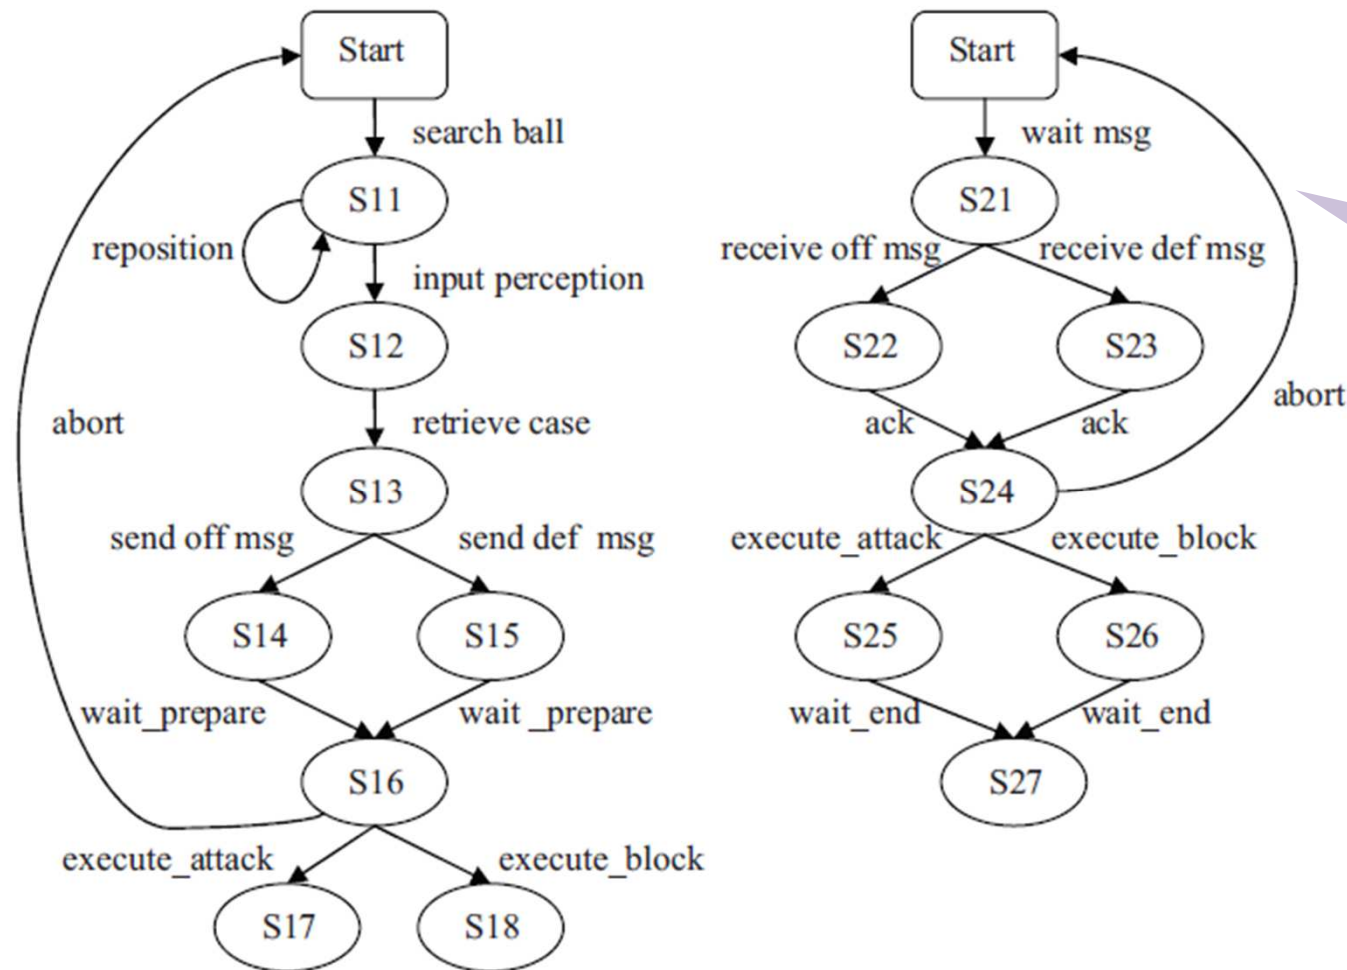 Start
search ball
S11
reposition
input perception
S12
abort
retrieve case
S13
send off msg
send def msg
S14
S15
wait_prepare
wait _prepare
S16
execute_attack
execute_block
S17
S18
Start
wait msg
S21
receive off msg
receive def msg
S22
S23
abort
ack
ack
S24
execute_attack
execute_block
S25
S26
wait_end
wait_end
S27